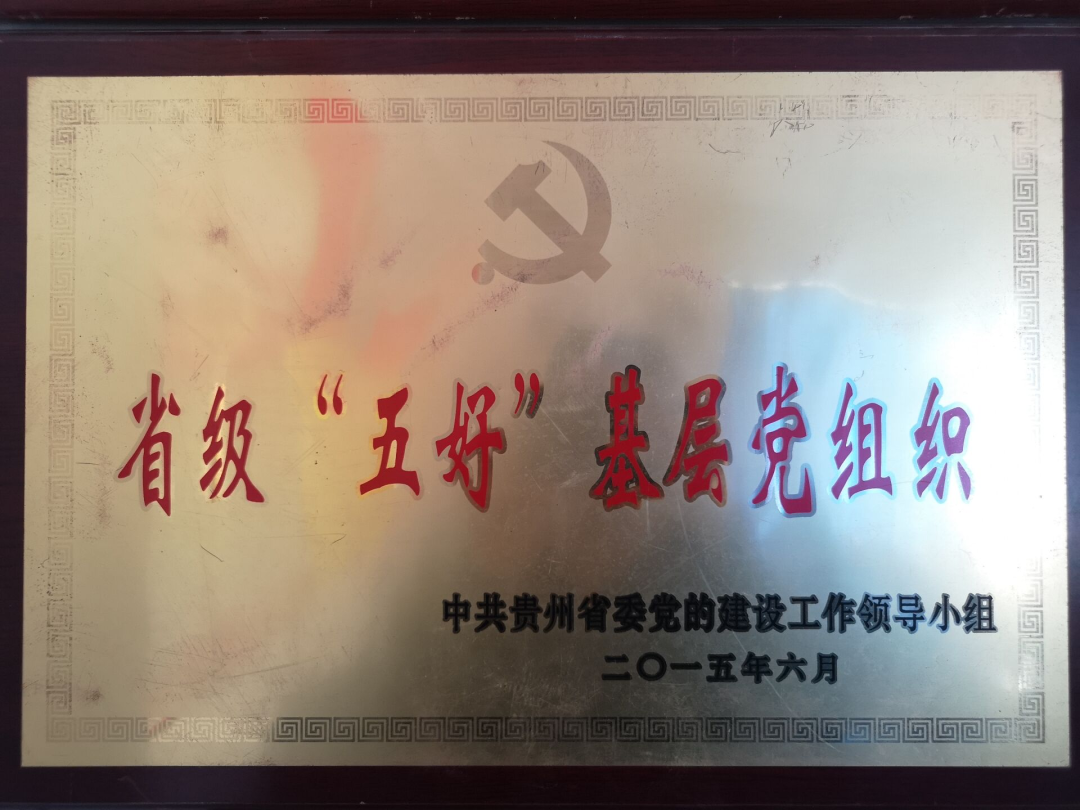 省级“五好”基层党组织
中共贵州省委党的建设工作领导小组
二〇一五年六月